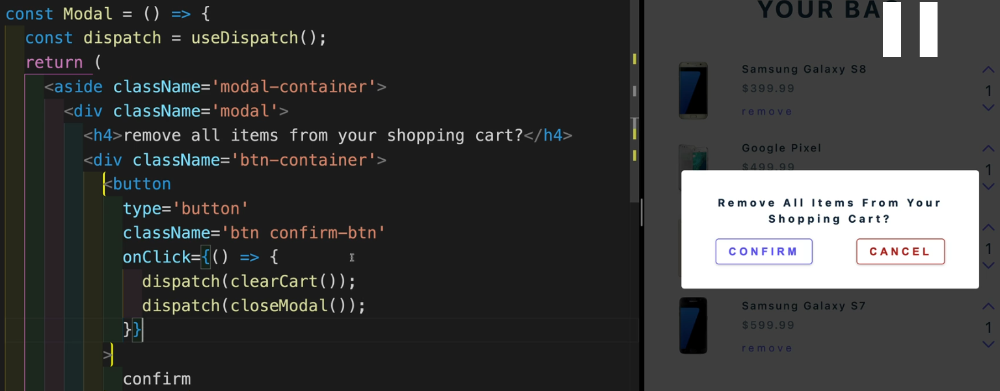 const Modal = () => {
const dispatch = useDispatch();
return (
<aside className='modal-container'>
<div className='modal'>
<h4>remove all items from your shopping cart?</h4>
<div className='btn-container'>
<button
type='button'
className='btn confirm-btn'
onClick={() => {
dispatch(clearCart());
dispatch(closeModal());
}}
>
confirm
YOUR BA
Samsung Galaxy S8
$399.99
remove
1
Google Pixel
$499.99
1
Remove All Items From Your
Shopping Cart?
CONFIRM
CANCEL
1
Samsung Galaxy S7
$599.99
remove
1